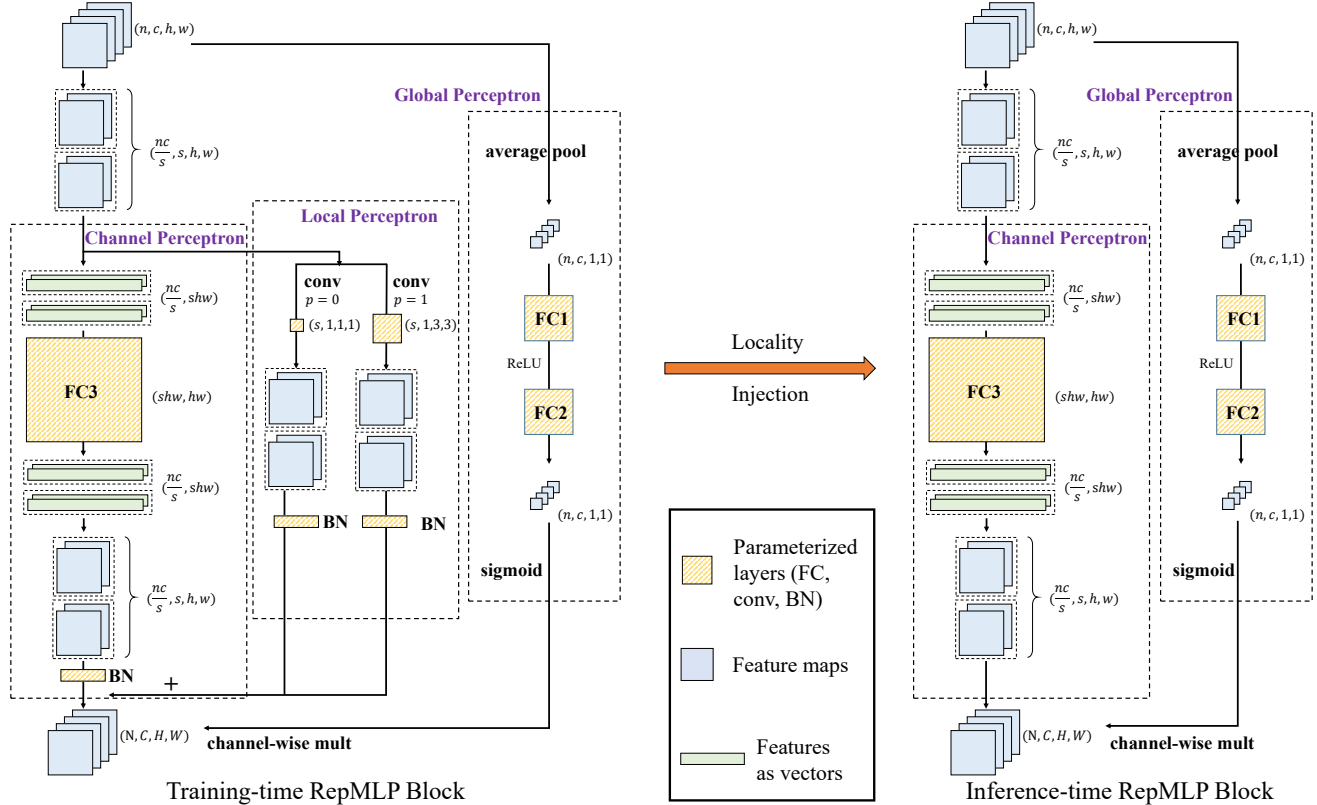 (n, c, h, w)
Global Perceptron
(nc/s, s, h, w)
average pool
Local Perceptron
Channel Perceptron
(n, c, 1,1)
conv
p = 0
conv
p = 1
(nc/s, shw)
(s, 1,1,1)
(s, 1,3,3)
FC1
ReLU
FC3
(shw, hw)
FC2
(nc/s, shw)
(n, c, 1,1)
BN
BN
sigmoid
(nc/s, s, h, w)
BN
+
(N, C, H, W)
channel-wise mult
Training-time RepMLP Block
Locality
Injection
Parameterized
layers (FC,
conv, BN)
Feature maps
Features
as vectors
(n, c, h, w)
Global Perceptron
(nc/s, s, h, w)
average pool
Channel Perceptron
(n, c, 1,1)
(nc/s, shw)
FC1
ReLU
FC3
(shw, hw)
FC2
(nc/s, shw)
(n, c, 1,1)
sigmoid
(nc/s, s, h, w)
(N, C, H, W)
channel-wise mult
Inference-time RepMLP Block